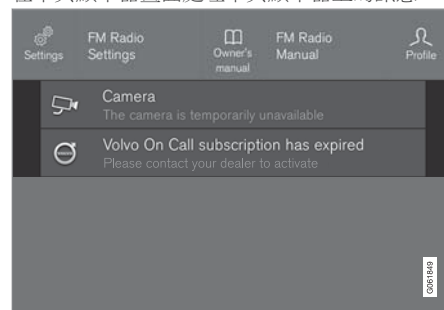 Settings
FM Radio
Settings
Owner's
manual
FM Radio
Manual
Profile
Camera
The camera is temporarily unavailable
Volvo On Call subscription has expired
Please contact your dealer to activate
G061849